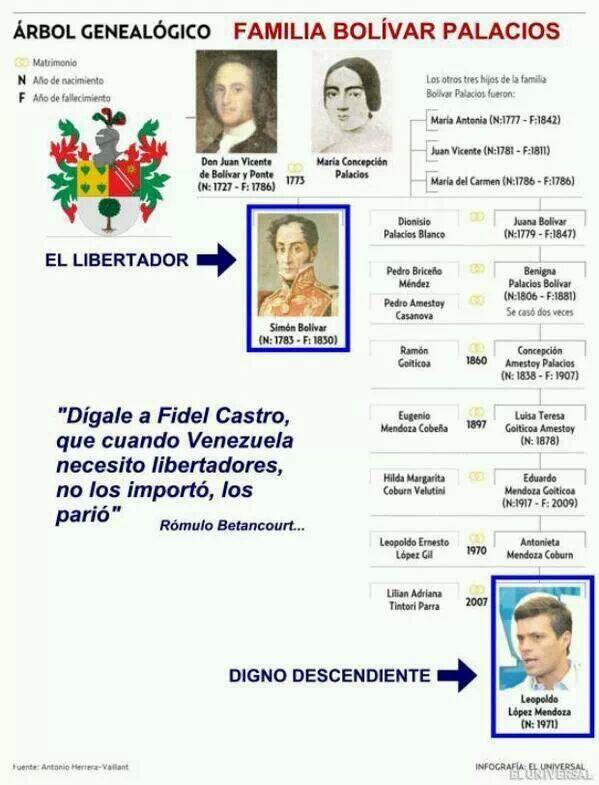 ÁRBOL GENEALÓGICO FAMILIA BOLÍVAR PALACIOS
Matrimonio
N Año de nacimiento
F Año de fallecimiento
Don Juan Vicente
de Bolívar y Ponte
(N: 1727 - F: 1786)
1773
María Concepción
Palacios
Los otros tres hijos de la familia
Bolívar Palacios fueron:
María Antonia (N:1777 - F:1842)
Juan Vicente (N:1781 - F:1811)
María del Carmen (N:1786 - F:1786)
EL LIBERTADOR
Simón Bolívar
(N: 1783 - F: 1830)
Dionisio
Palacios Blanco
Juana Bolívar
(N:1779 - F:1847)
Pedro Briceño
Méndez
Pedro Amestoy
Casanova
Benigna
Palacios Bolívar
(N:1806 - F:1881)
Se casó dos veces
Ramón
Goiticoa
1860
Concepción
Amestoy Palacios
(N: 1838 - F: 1907)
Eugenio
Mendoza Cobeña
1897
Luisa Teresa
Goiticoa Amestoy
(N: 1878)
Hilda Margarita
Coburn Velutini
Eduardo
Mendoza Goiticoa
(N:1917 - F: 2009)
Leopoldo Ernesto
López Gil
1970
Antonieta
Mendoza Coburn
Lilian Adriana
Tintori Parra
2007
Leopoldo
López Mendoza
(N: 1971)
"Dígale a Fidel Castro,
que cuando Venezuela
necesito libertadores,
no los importó, los
parió"
Rómulo Betancourt...
DIGNO DESCENDIENTE
Fuente: Antonio Herrera-Vaillant
INFOGRAFÍA: EL UNIVERSAL
EL UNIVERSAL